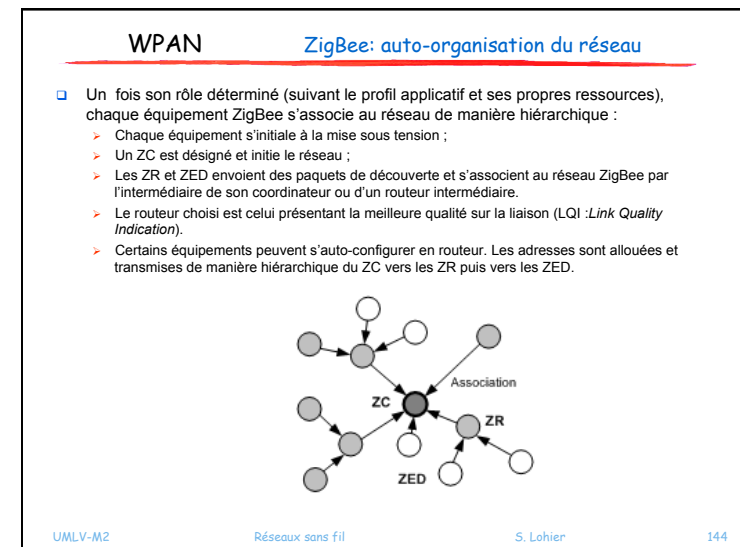 WPAN ZigBee: auto-organisation du réseau
Un fois son rôle déterminé (suivant le profil applicatif et ses propres ressources),
chaque équipement ZigBee s'associe au réseau de manière hiérarchique :
Chaque équipement s'initiale à la mise sous tension ;
Un ZC est désigné et initie le réseau ;
Les ZR et ZED envoient des paquets de découverte et s'associent au réseau ZigBee par
l'intermédiaire de son coordinateur ou d'un routeur intermédiaire.
Le routeur choisi est celui présentant la meilleure qualité sur la liaison (LQI :Link Quality
Indication).
Certains équipements peuvent s'auto-configurer en routeur. Les adresses sont allouées et
transmises de manière hiérarchique du ZC vers les ZR puis vers les ZED.
Association
ZC
ZR
ZED
UMLV-M2 Réseaux sans fil S. Lohier 144